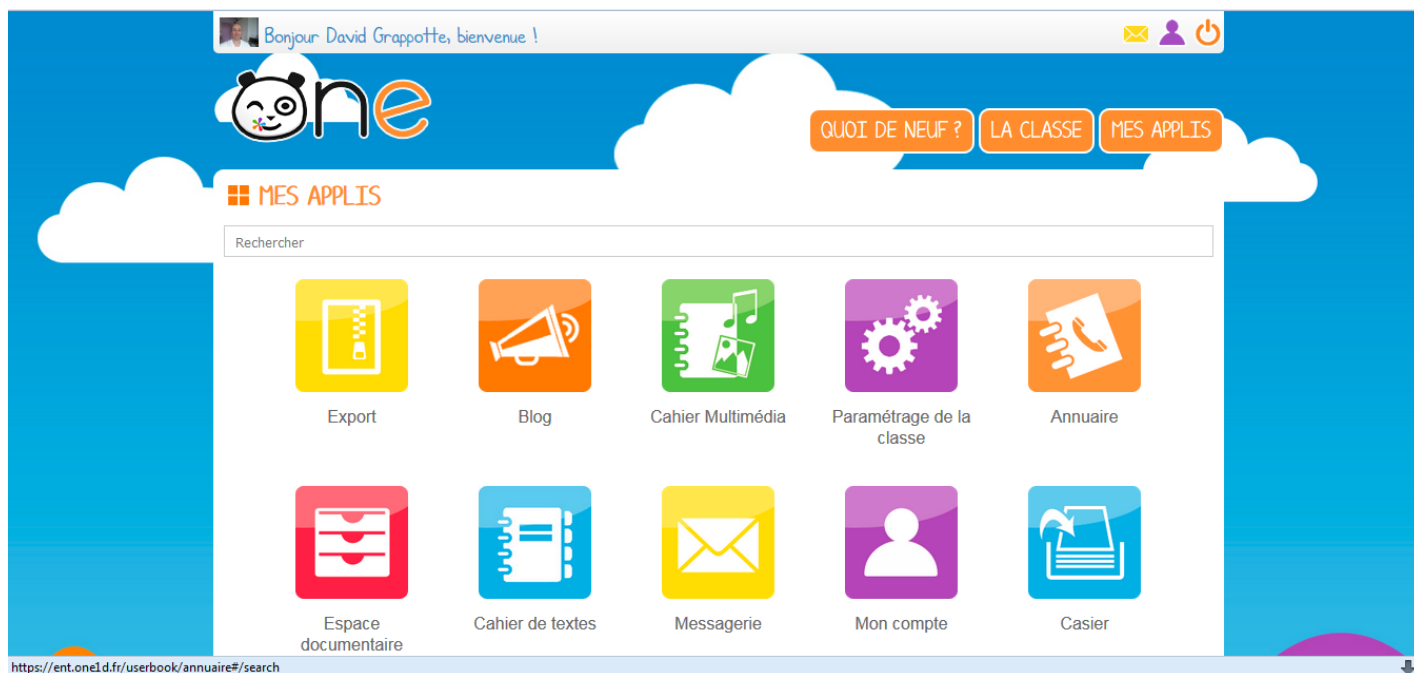 Bonjour David Grappotte, bienvenue !
One
QUOI DE NEUF ?
LA CLASSE
MES APPLIS
MES APPLIS
Rechercher
Export
Blog
Cahier Multimédia
Paramétrage de la
classe
Annuaire
Espace
documentaire
Cahier de textes
Messagerie
Mon compte
Casier
https://ent.one1d.fr/userbook/annuaire#/search